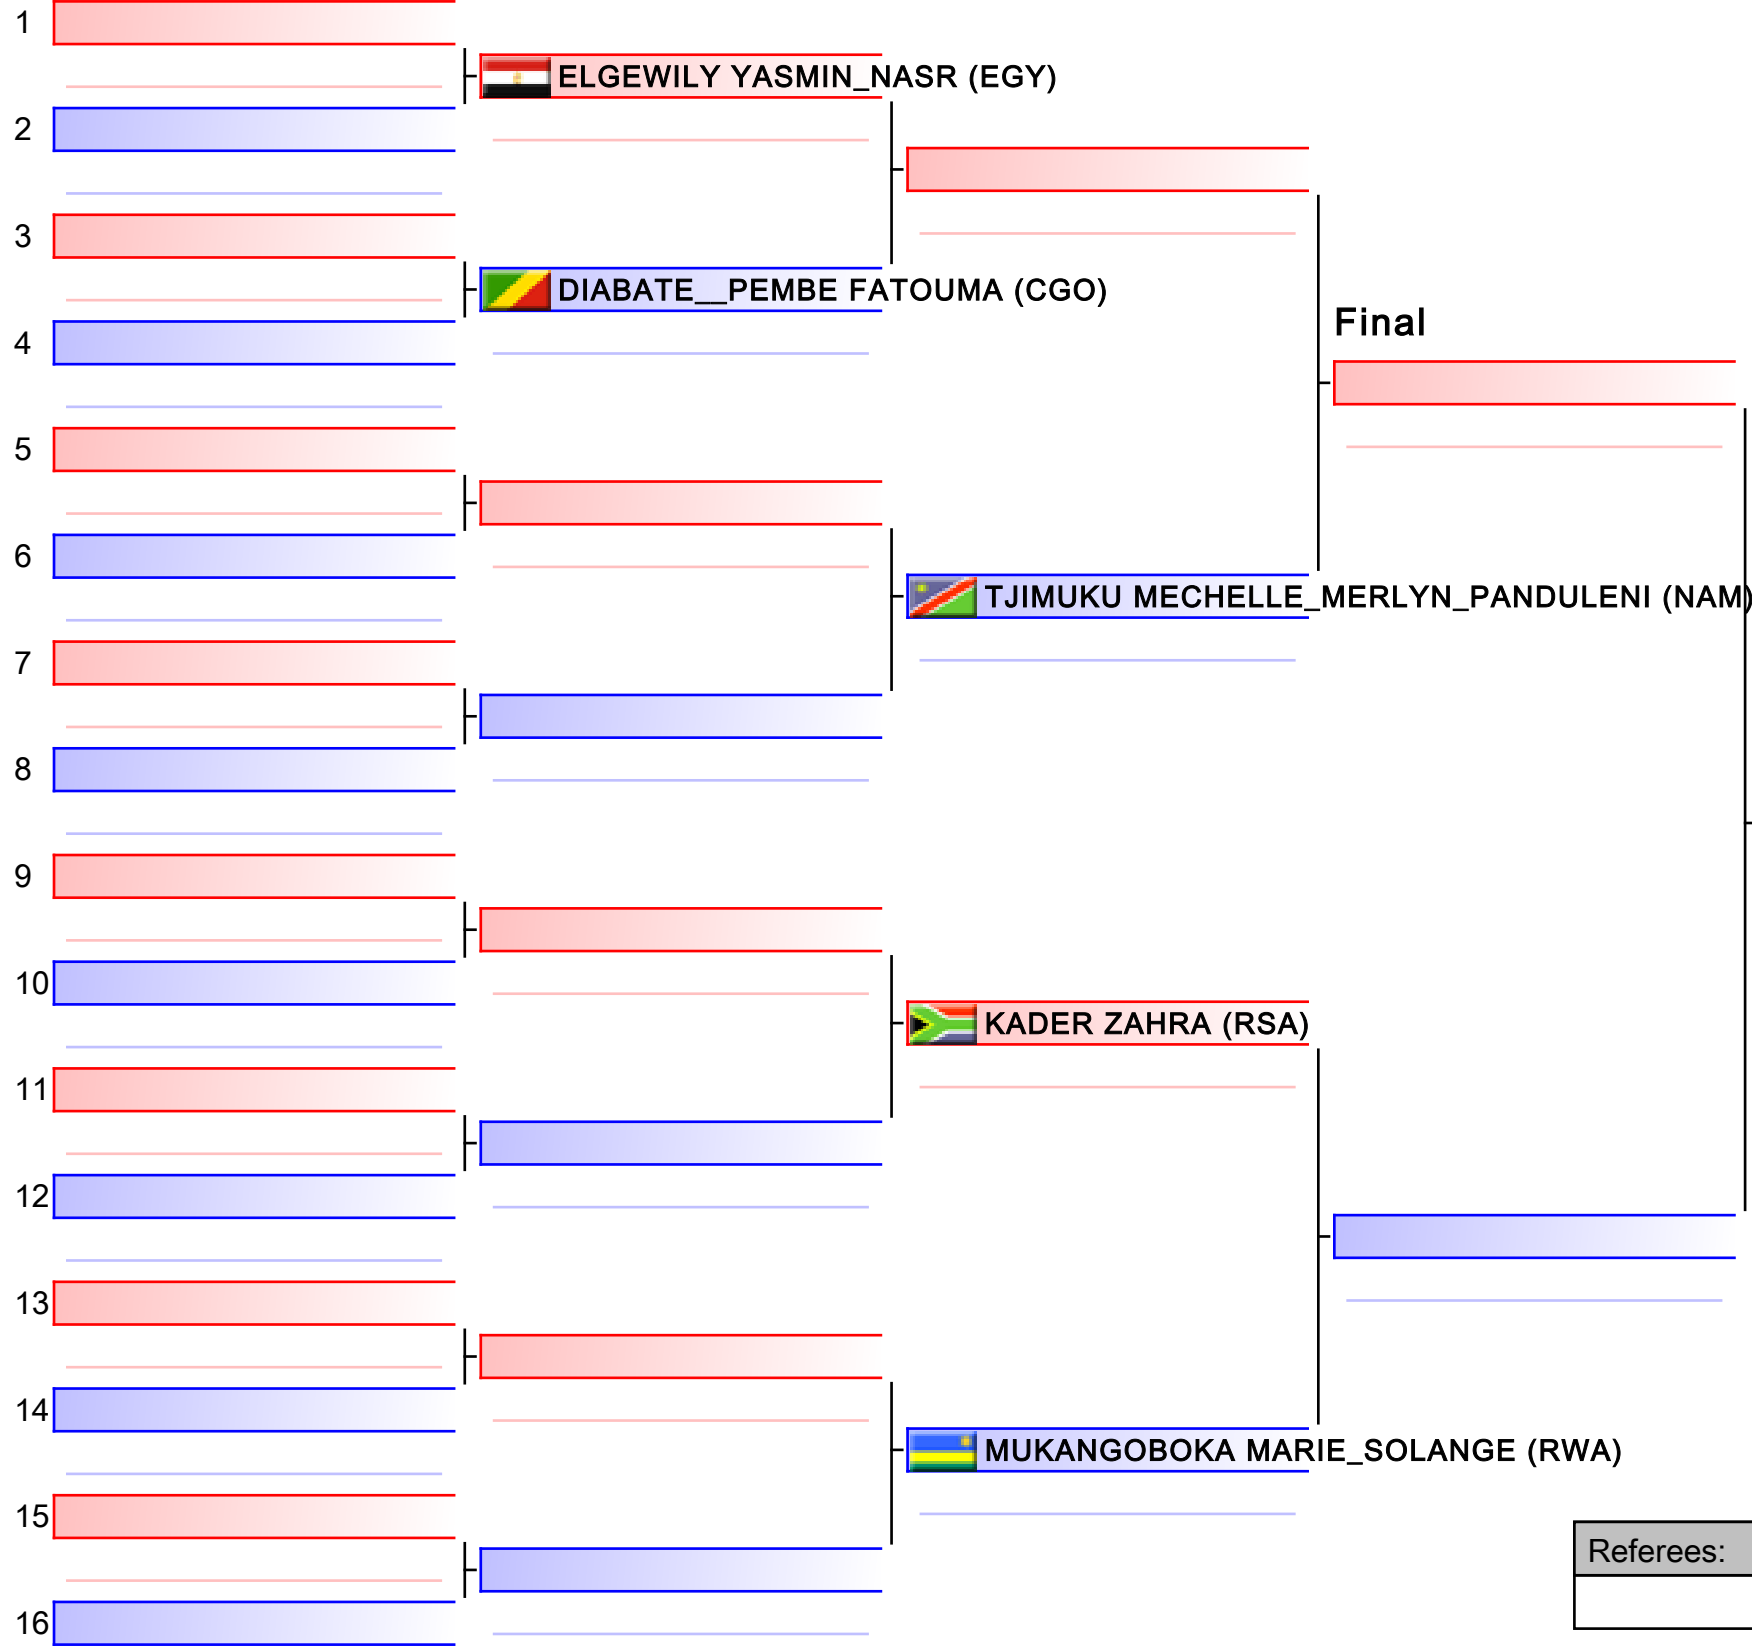 1
ELGEWILY YASMIN_NASR (EGY)
2
3
DIABATE__PEMBE FATOUMA (CGO)
Final
4
5
6
TJIMUKU MECHELLE_MERLYN_PANDULENI (NAM)
7
8
9
10
KADER ZAHRA (RSA)
11
12
13
14
MUKANGOBOKA MARIE_SOLANGE (RWA)
15
Referees:
16